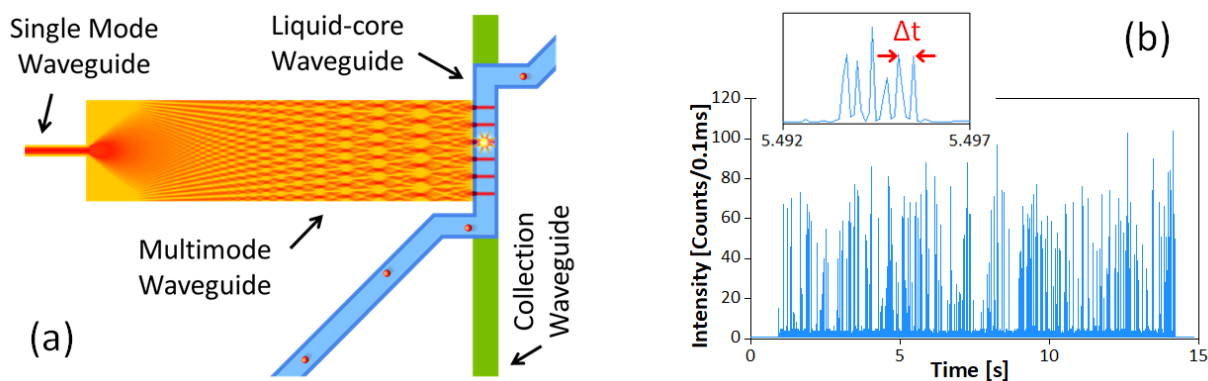 Single Mode
Waveguide
Liquid-core
Waveguide
Multimode
Waveguide
Collection
Waveguide
(a)
(b)
Δt
5.492
5.497
Intensity [Counts/0.1ms]
120
100
80
60
40
20
0
0
5
10
15
Time [s]